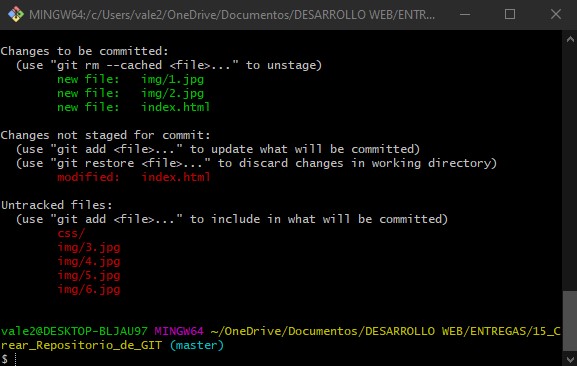 MINGW64:/c/Users/vale2/OneDrive/Documentos/DESARROLLO WEB/ENTR...
Changes to be committed:
  (use "git rm --cached <file>..." to unstage)
        new file:   img/1.jpg
        new file:   img/2.jpg
        new file:   index.html
Changes not staged for commit:
  (use "git add <file>..." to update what will be committed)
  (use "git restore <file>..." to discard changes in working directory)
        modified:   index.html
Untracked files:
  (use "git add <file>..." to include in what will be committed)
        css/
        img/3.jpg
        img/4.jpg
        img/5.jpg
        img/6.jpg
vale2@DESKTOP-BLJAU97 MINGW64 ~/OneDrive/Documentos/DESARROLLO WEB/ENTREGAS/15_C
rear_Repositorio_de_GIT (master)
$